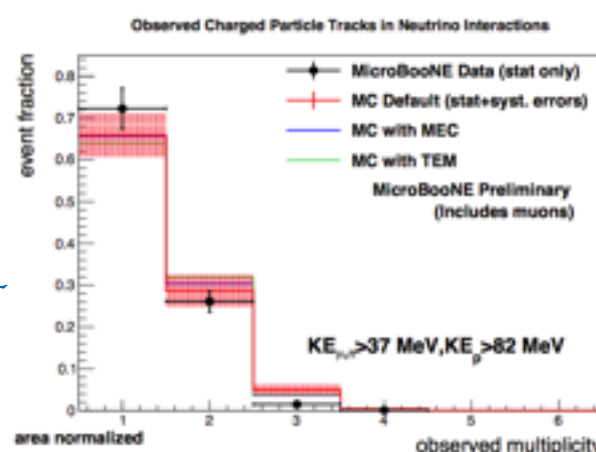 Observed Charged Particle Tracks in Neutrino Interactions
event fraction
0.8
0.7
0.6
0.5
0.4
0.3
0.2
0.1
0
MicroBooNE Data (stat only)
MC Default (stat+syst. errors)
MC with MEC
MC with TEM
MicroBooNE Preliminary
(Includes muons)
>37 MeV,KEp>82 MeV
1 2 3 4 5 6
area normalized
observed multiplicity